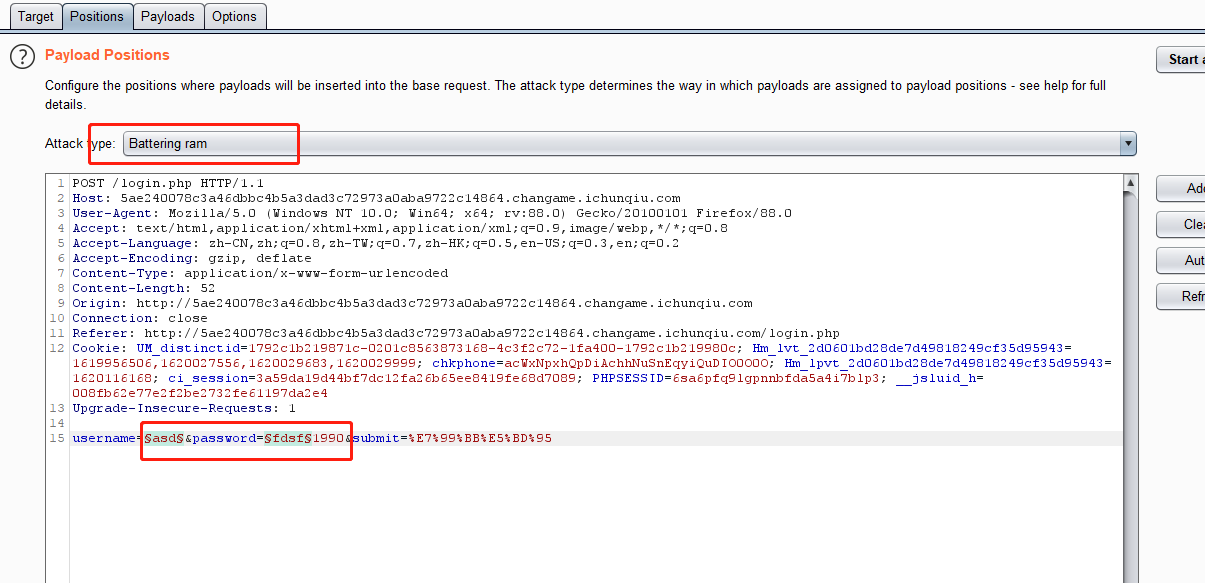 Target Positions Payloads Options
? Payload Positions
Start a
Configure the positions where payloads will be inserted into the base request. The attack type determines the way in which payloads are assigned to payload positions - see help for full
details.
Attack type: Battering ram
1 POST /login.php HTTP/1.1
2 Host: 5ae240078c3a46dbbc4b5a3dad3c72973a0aba9722c14864.changame.ichunqiu.com
3 User-Agent: Mozilla/5.0 (Windows NT 10.0; Win64; x64; rv:88.0) Gecko/20100101 Firefox/88.0
4 Accept: text/html,application/xhtml+xml,application/xml;q=0.9,image/webp,*/*;q=0.8
5 Accept-Language: zh-CN,zh;q=0.8,zh-TW;q=0.7,zh-HK;q=0.5,en-US;q=0.3,en;q=0.2
6 Accept-Encoding: gzip, deflate
7 Content-Type: application/x-www-form-urlencoded
8 Content-Length: 52
9 Origin: http://5ae240078c3a46dbbc4b5a3dad3c72973a0aba9722c14864.changame.ichunqiu.com
10 Connection: close
11 Referer: http://5ae240078c3a46dbbc4b5a3dad3c72973a0aba9722c14864.changame.ichunqiu.com/login.php
12 Cookie: UM_distinctid=1792c1b219871c-0201c8563873168-4c3f2c72-1fa400-1792c1b219980c; Hm_lvt_2d0601bd28de7d49818249cf35d95943=
1619956506,1620027556,1620029683,1620029999; chkphone=acWxNpxhQpDiAchhNuSnEqyiQuDIO0O0O; Hm_lpvt_2d0601bd28de7d49818249cf35d95943=
1620116168; ci_session=3a59da19d44bf7dc12fa26b65ee8419fe68d7089; PHPSESSID=6sa6pfq9lgpnnbfda5a4i7blp3; __jsluid_h=
008fb62e77e2f2be2732fe61197da2e4
13 Upgrade-Insecure-Requests: 1
14
15 username=§asd§&password=§fdsf§1990&submit=%E7%99%BB%E5%BD%95
Ad
Cle
Aut
Refr